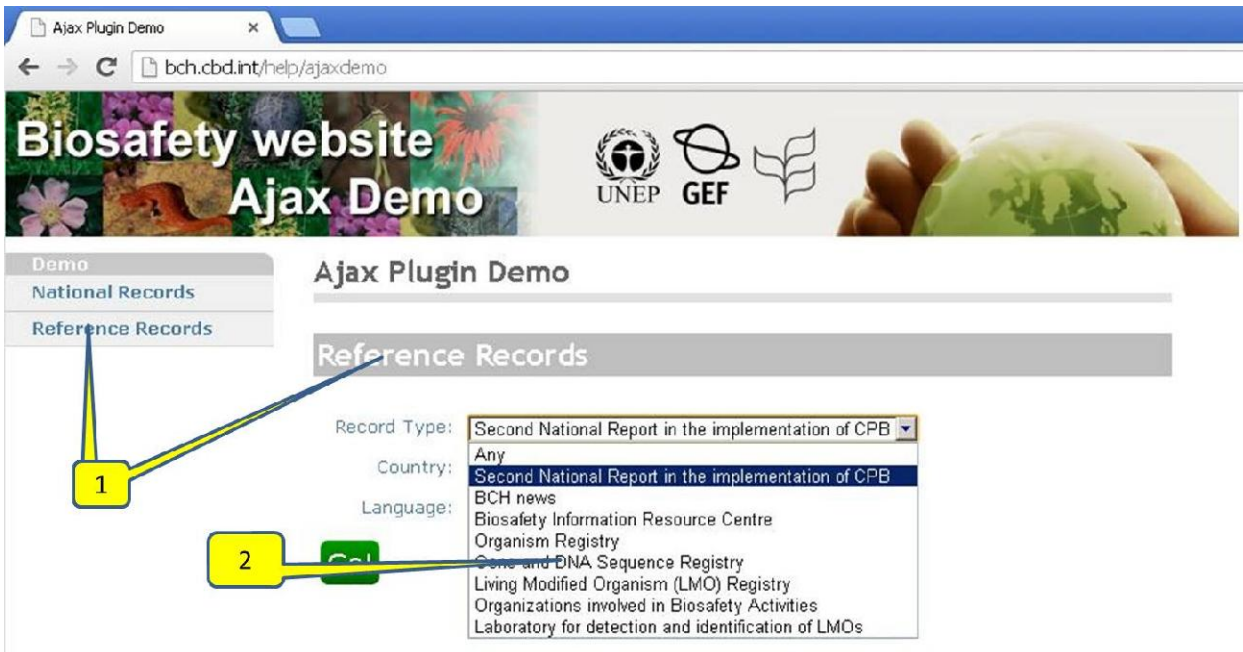 Ajax Plugin Demo
bch.cbd.int/help/ajaxdemo
Biosafety website
Ajax Demo
UNEP
GEF
Demo
National Records
Reference Records
Ajax Plugin Demo
Reference Records
Record Type:
Second National Report in the implementation of CPB
Any
Second National Report in the implementation of CPB
BCH news
Biosafety Information Resource Centre
Organism Registry
Gene and DNA Sequence Registry
Living Modified Organism (LMO) Registry
Organizations involved in Biosafety Activities
Laboratory for detection and identification of LMOs
Country:
Language:
Go!
1
2